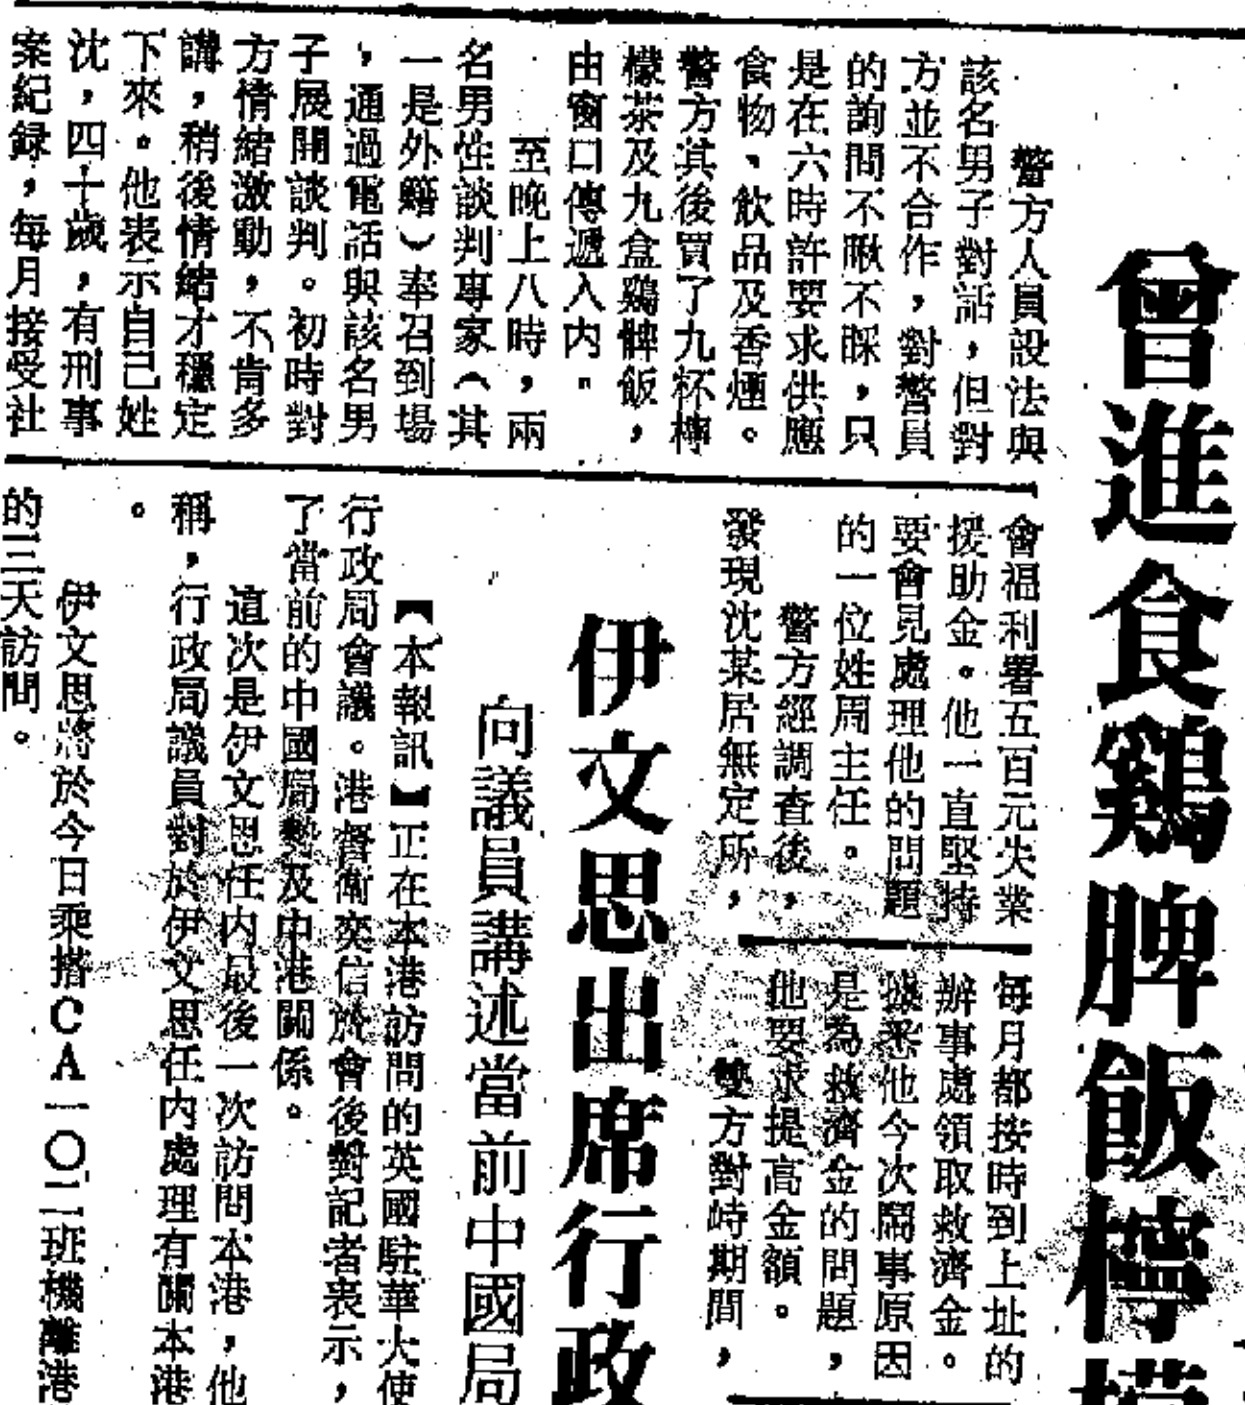 曾進食鷄脾飯檸檬
警方人員設法與
該名男子對話，但對
方並不合作，對警員
的詢問不瞅不睬，只
是在六時許要求供應
食物、飲品及香煙。
警方其後買了九杯檸
檬茶及九盒鷄髀飯，
由窗口傳遞入內。
至晚上八時，兩
名男性談判專家（其
一是外籍）奉召到場
，通過電話與該名男
子展開談判。初時對
方情緒激動，不肯多
講，稍後情緒才穩定
下來。他表示自己姓
沈，四十歲，有刑事
案紀録，每月接受社
會福利署五百元失業
援助金。他一直堅持
要會見處理他的問題
的一位姓周主任。
警方經調查後，
發現沈某居無定所，
每月都按時到上址的
辦事處領取救濟金。
據悉他今次鬧事原因
是為救濟金的問題，
他要求提高金額。
雙方對峙期間，
伊文思出席行政
向議員講述當前中國局
【本報訊】正在本港訪問的英國駐華大使
行政局會議。港督衞奕信於會後對記者表示，
了當前的中國局勢及中港關係。
這次是伊文思任內最後一次訪問本港，他
稱，行政局議員對於伊文思任內處理有關本港
。
伊文思將於今日乘搭CA一〇二班機離港
的三天訪問。